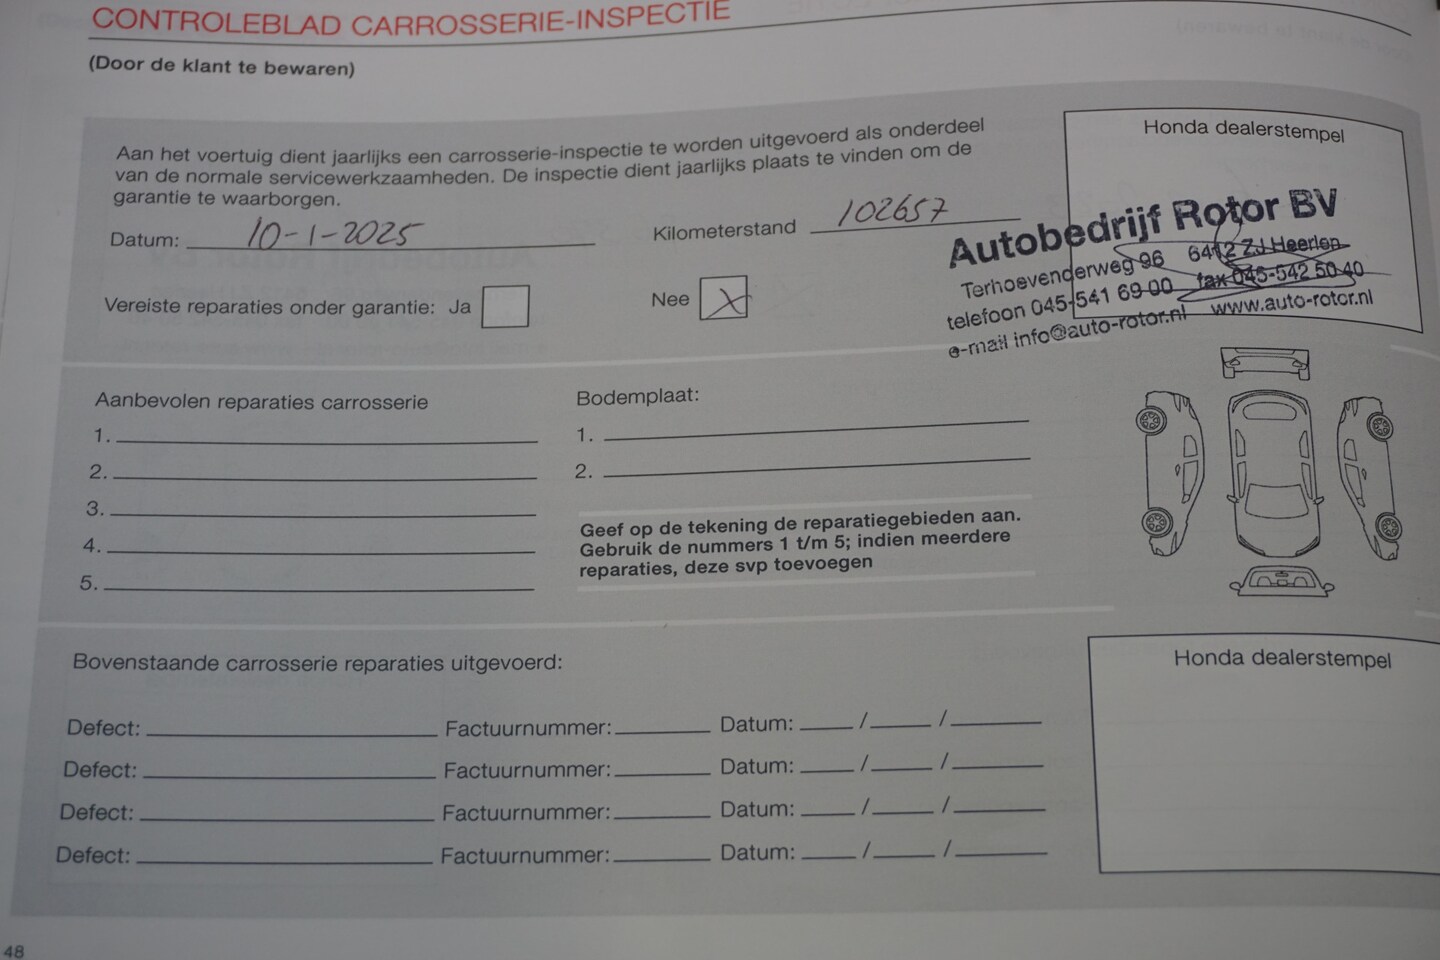 CONTROLEBLAD CARROSSERIE-INSPECTIE
(Door de klant te bewaren)
Aan het voertuig dient jaarlijks een carrosserie-inspectie te worden uitgevoerd als onderdeel
van de normale servicewerkzaamheden. De inspectie dient jaarlijks plaats te vinden om de
garantie te waarborgen.
Honda dealerstempel
Datum: 10-1-2025 Kilometerstand 102657
Autobedrijf Rotor BV
Terhoevenderweg 96 6412 ZJ Heerlen
telefoon 045-541 69 00 fax 045-542 50 40
e-mail info@auto-rotor.nl www.auto-rotor.nl
Vereiste reparaties onder garantie: Ja Nee X
Aanbevolen reparaties carrosserie
1.
2.
3.
4.
5.
Bodemplaat:
1.
2.
Geef op de tekening de reparatiegebieden aan.
Gebruik de nummers 1 t/m 5; indien meerdere
reparaties, deze svp toevoegen
Bovenstaande carrosserie reparaties uitgevoerd:
Honda dealerstempel
Defect: Factuurnummer: Datum: / /
Defect: Factuurnummer: Datum: / /
Defect: Factuurnummer: Datum: / /
Defect: Factuurnummer: Datum: / /
48